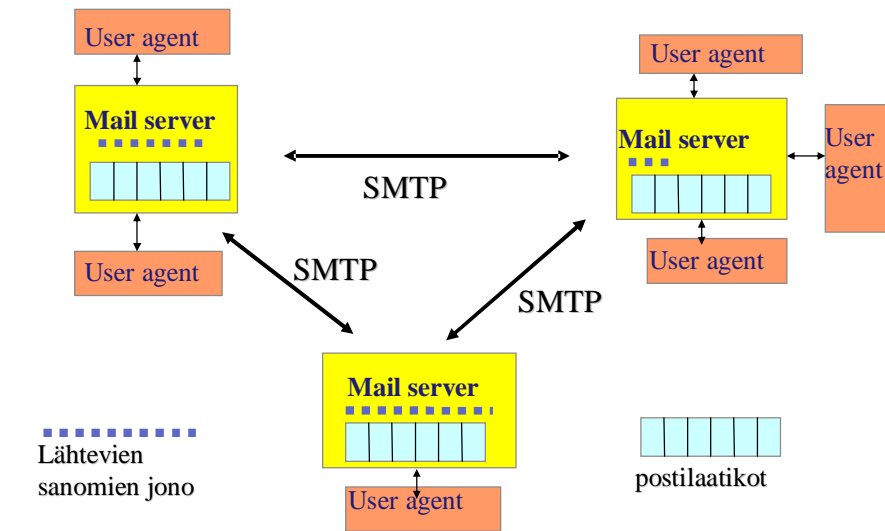 User agent
User agent
Mail server
Mail server
User
agent
SMTP
User agent
User agent
SMTP
SMTP
Mail server
Lähtevien
sanomien jono
postilaatikot
User agent